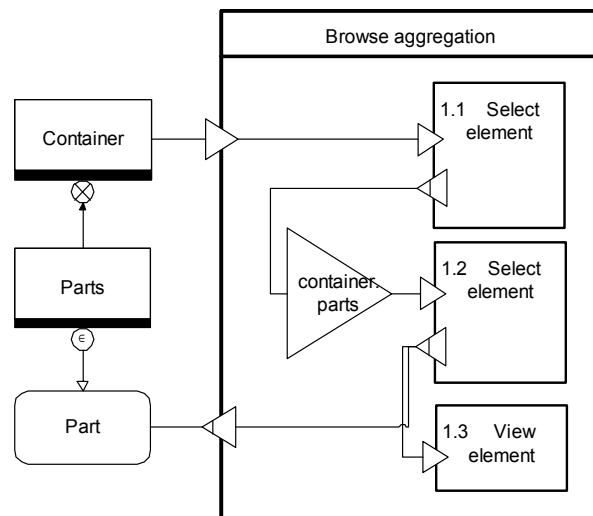 Browse aggregation
Container
1.1 Select
element
Parts
container.
parts
1.2 Select
element
∈
Part
1.3 View
element